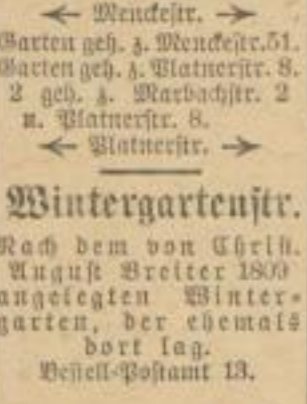 ← Menckestr. →
Garten geh. z. Menckestr. 51.
Garten geh. z. Platnerstr. 8.
2 geh. z. Marbachstr. 2
u. Platnerstr. 8.
← Platnerstr. →
Wintergartenstr.
Nach dem von Christ.
August Breiter 1809
angelegten Winter-
garten, der ehemals
dort lag.
Bestell-Postamt 13.